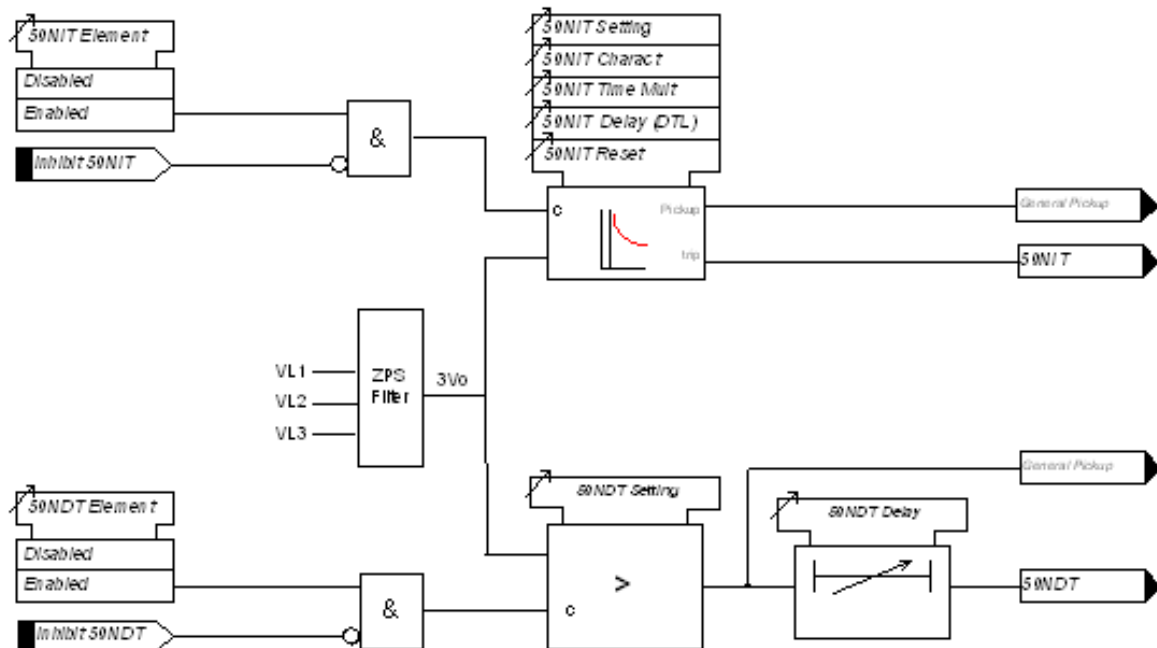 59NIT Element
Disabled
Enabled
Inhibit 59NIT
&
59NIT Setting
59NIT Charact
59NIT Time Mult
59NIT Delay (DTL)
59NIT Reset
c
Pickup
trip
General Pickup
59NIT
VL1
VL2
VL3
ZPS
Filter
3Vo
59NDT Element
Disabled
Enabled
Inhibit 59NDT
&
59NDT Setting
>
c
59NDT Delay
General Pickup
59NDT